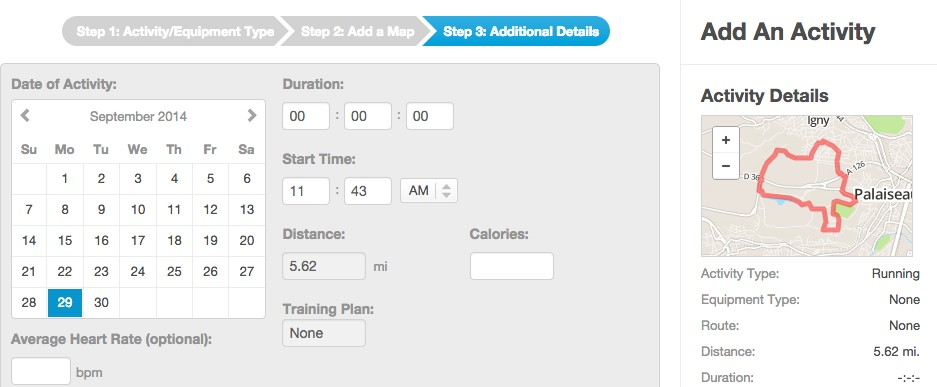 Step 1: Activity/Equipment Type
Step 2: Add a Map
Step 3: Additional Details
Date of Activity:
September 2014
Su Mo Tu We Th Fr Sa
1 2 3 4 5 6
7 8 9 10 11 12 13
14 15 16 17 18 19 20
21 22 23 24 25 26 27
28 29 30
Average Heart Rate (optional):
bpm
Duration:
00 : 00 : 00
Start Time:
11 : 43 AM
Distance:
5.62 mi
Calories:
Training Plan:
None
Add An Activity
Activity Details
+
−
Igny
D 36
A 126
Palaiseau
Activity Type: Running
Equipment Type: None
Route: None
Distance: 5.62 mi.
Duration: -:-:-